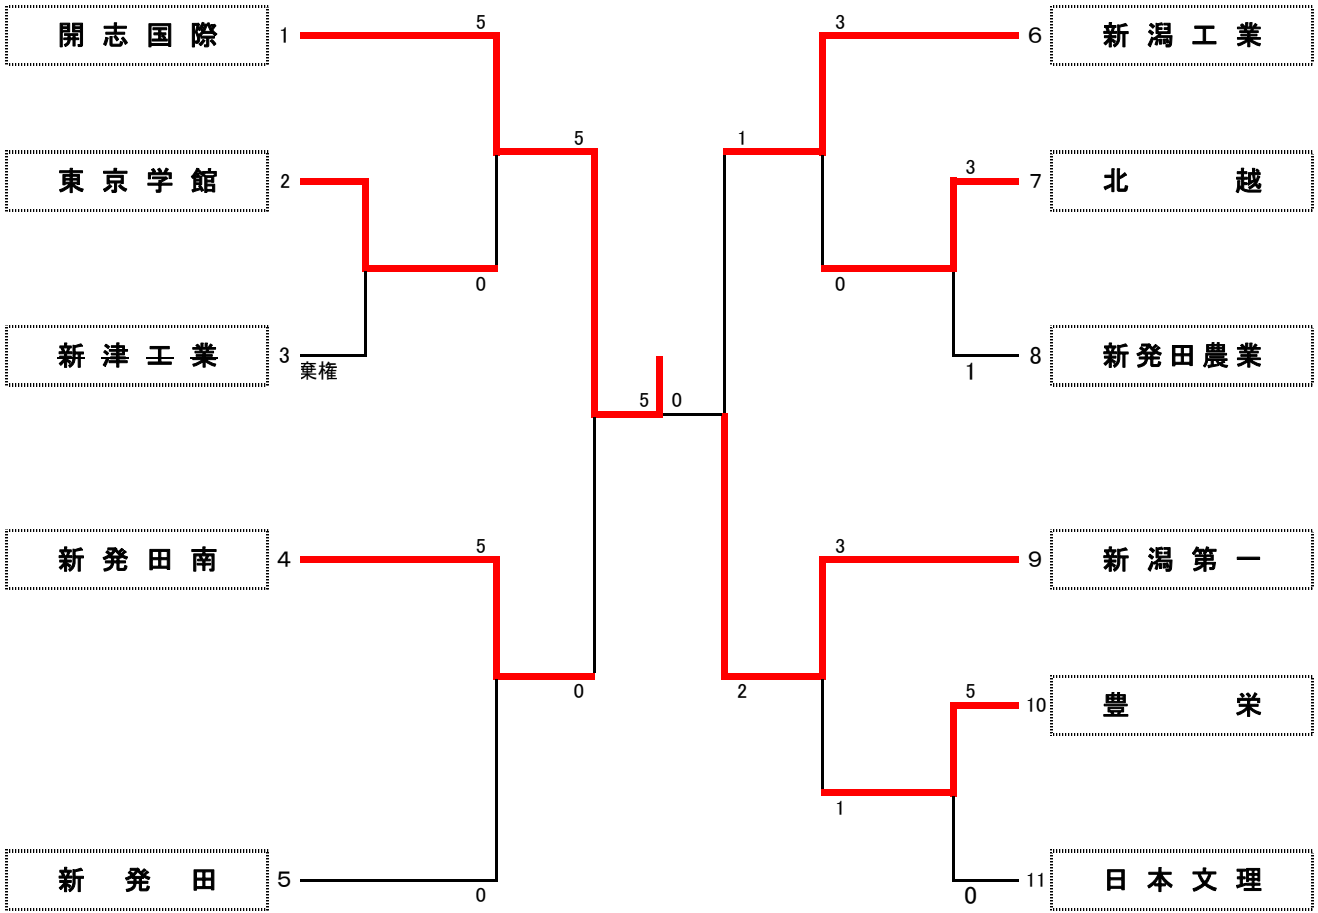 開志国際 1 5 3 6 新潟工業
5 1
東京学館 2 3 7 北越
0 0
新津工業 3 8 新発田農業
棄権 1
5 0
新発田南 4 5 3 9 新潟第一
0 2
5 10 豊栄
1
新発田 5 11 日本文理
0 0